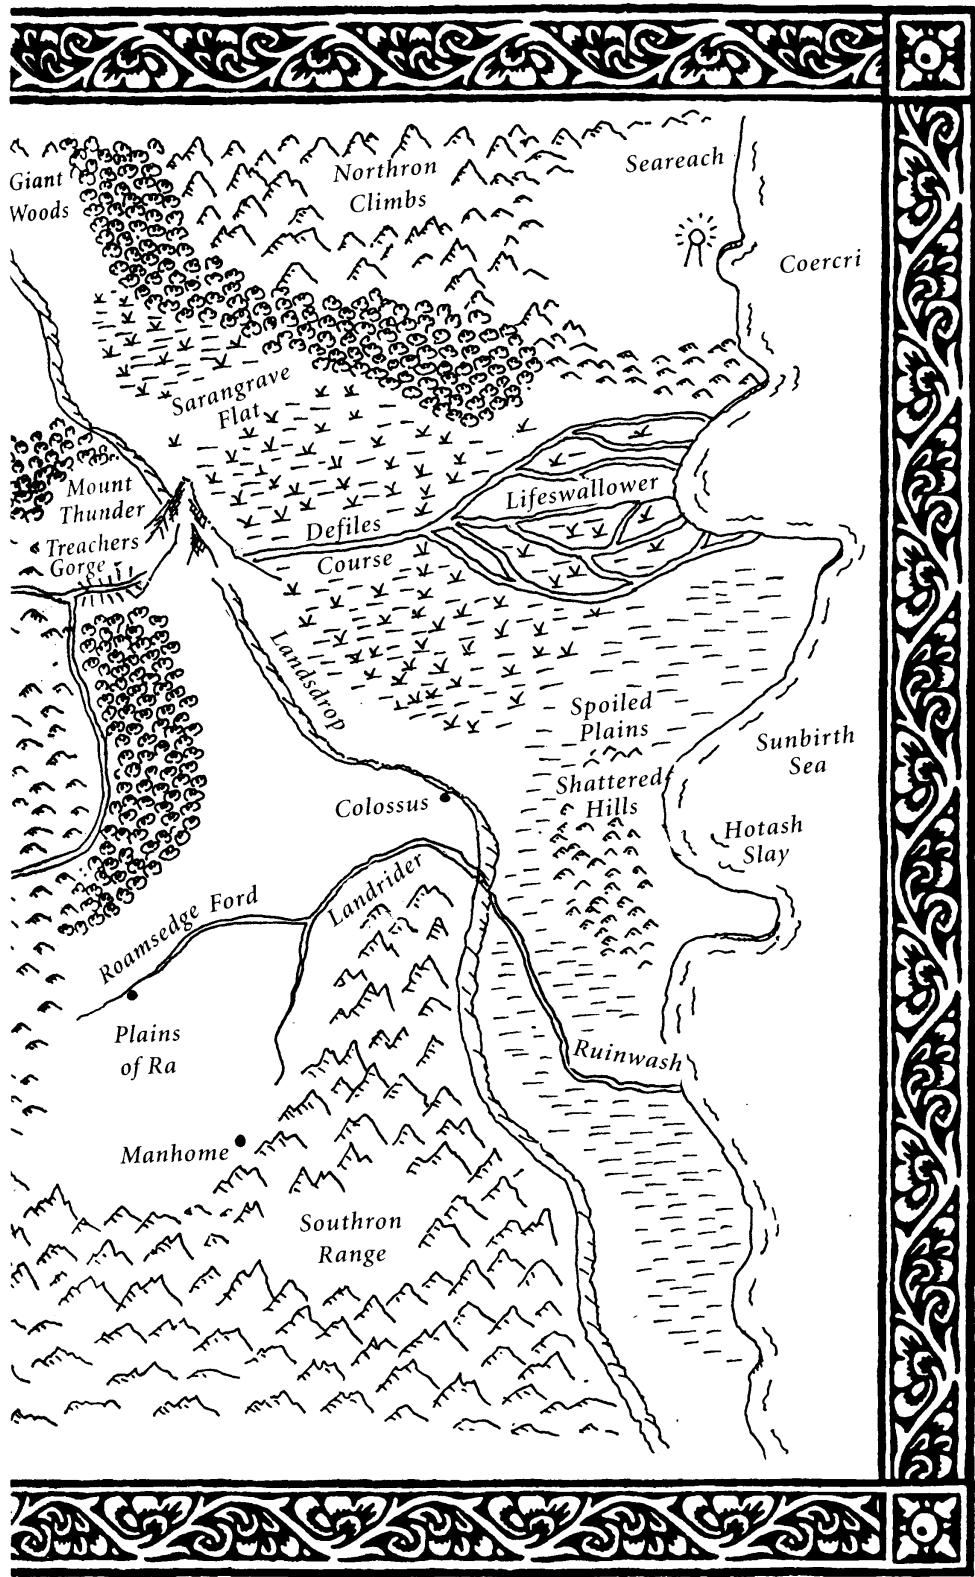 Northron
Climbs
Seareach
Giant
Woods
Coercri
Sarangrave
Flat
Mount
Thunder
Lifeswallower
Defiles
Course
Treachers
Gorge
Landsdrop
Spoiled
Plains
Sunbirth
Sea
Shattered
Hills
Colossus
Hotash
Slay
Landrider
Roamsedge Ford
Plains
of Ra
Ruinwash
Manhome
Southron
Range